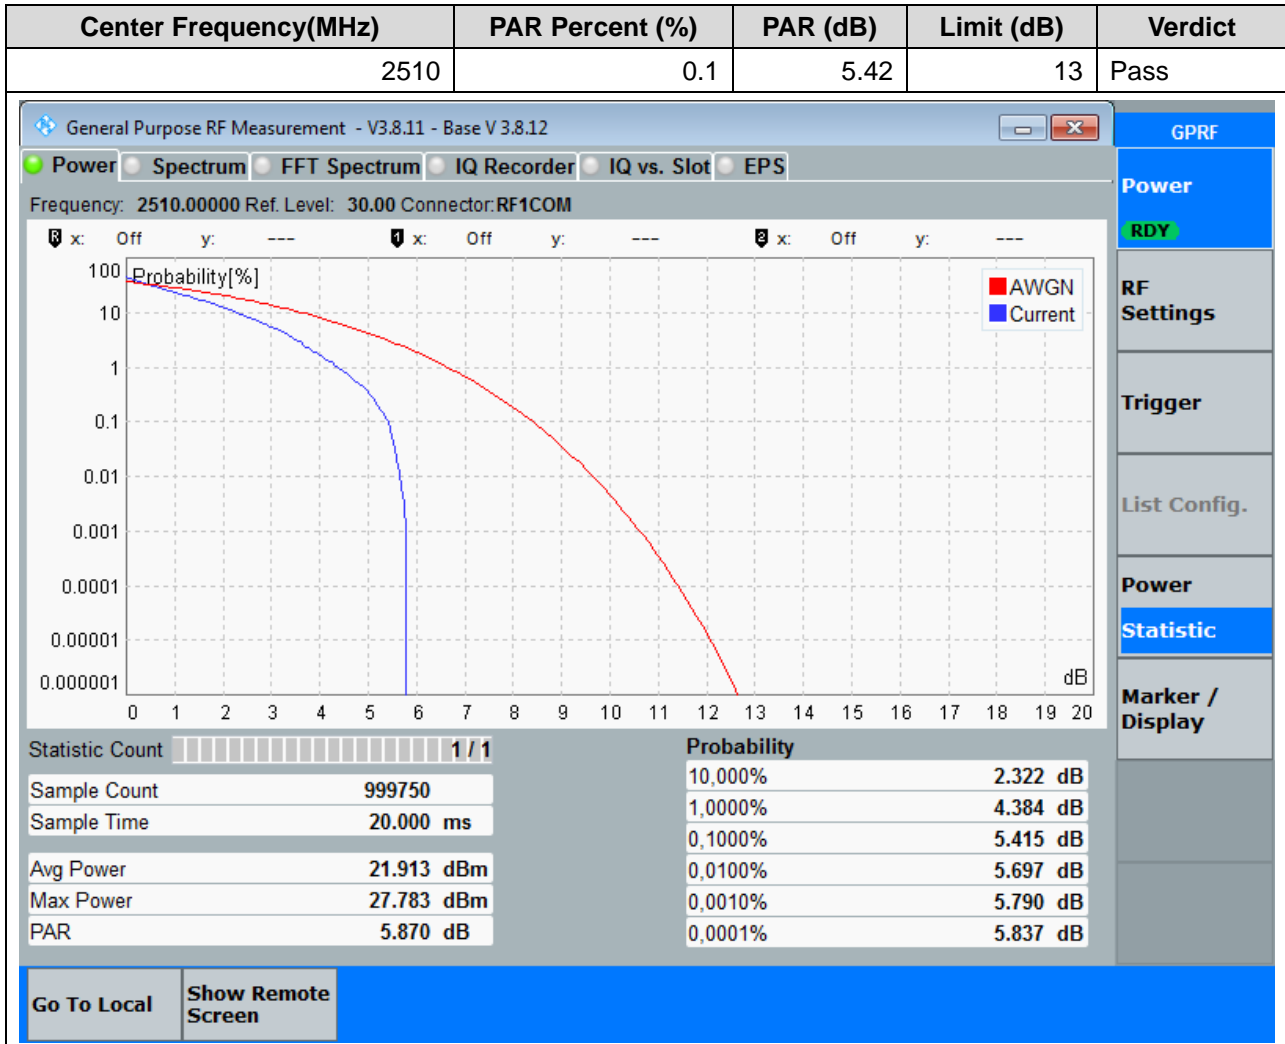 Center Frequency(MHz) PAR Percent (%) PAR (dB) Limit (dB) Verdict
2510 0.1 5.42 13 Pass
General Purpose RF Measurement - V3.8.11 - Base V 3.8.12
GPRF
Power Spectrum FFT Spectrum IQ Recorder IQ vs. Slot EPS
Power
RDY
Frequency: 2510.00000 Ref. Level: 30.00 Connector:RF1COM
R x: Off y: --- 1 x: Off y: --- 2 x: Off y: ---
Probability[%]
AWGN
Current
100
10
1
0.1
0.01
0.001
0.0001
0.00001
0.000001
dB
0 1 2 3 4 5 6 7 8 9 10 11 12 13 14 15 16 17 18 19 20
RF
Settings
Trigger
List Config.
Power
Statistic
Marker /
Display
Statistic Count 1 / 1
Sample Count 999750
Sample Time 20.000 ms
Avg Power 21.913 dBm
Max Power 27.783 dBm
PAR 5.870 dB
Probability
10,000% 2.322 dB
1,0000% 4.384 dB
0,1000% 5.415 dB
0,0100% 5.697 dB
0,0010% 5.790 dB
0,0001% 5.837 dB
Go To Local
Show Remote
Screen